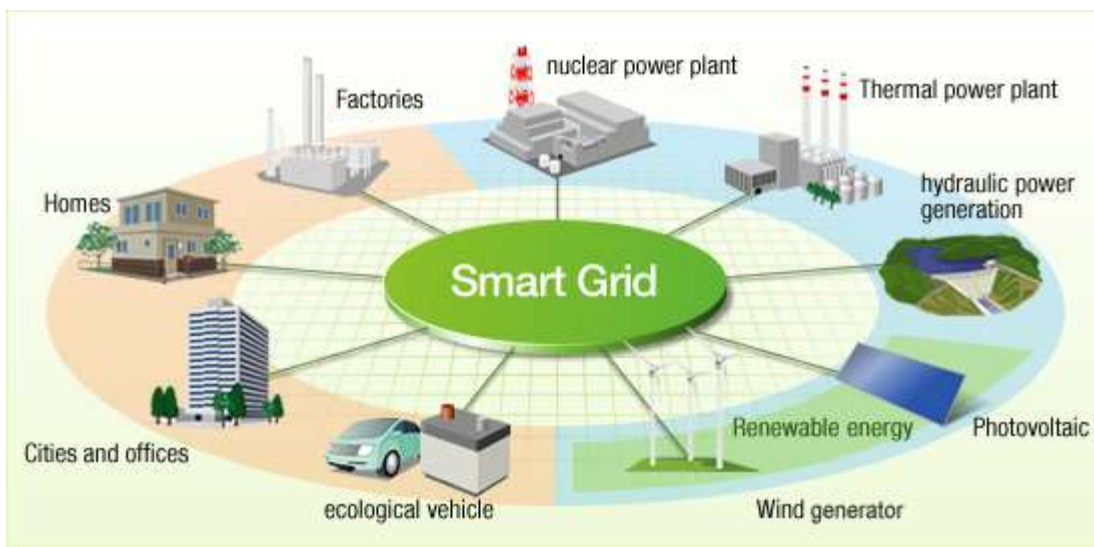 nuclear power plant
Factories
Thermal power plant
Homes
hydraulic power
generation
Smart Grid
Renewable energy
Photovoltaic
Cities and offices
ecological vehicle
Wind generator